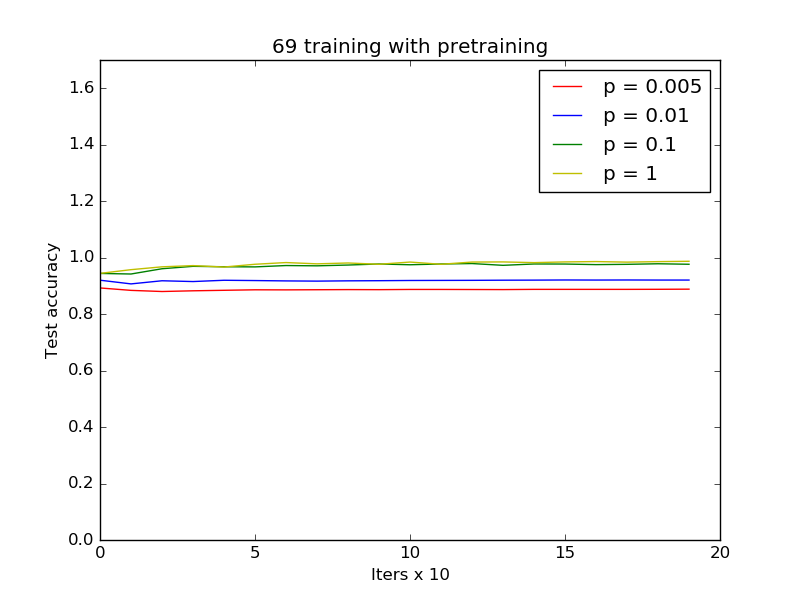 69 training with pretraining
p = 0.005
p = 0.01
p = 0.1
p = 1
1.6
1.4
1.2
1.0
0.8
0.6
0.4
0.2
0.0
Test accuracy
0 5 10 15 20
Iters x 10